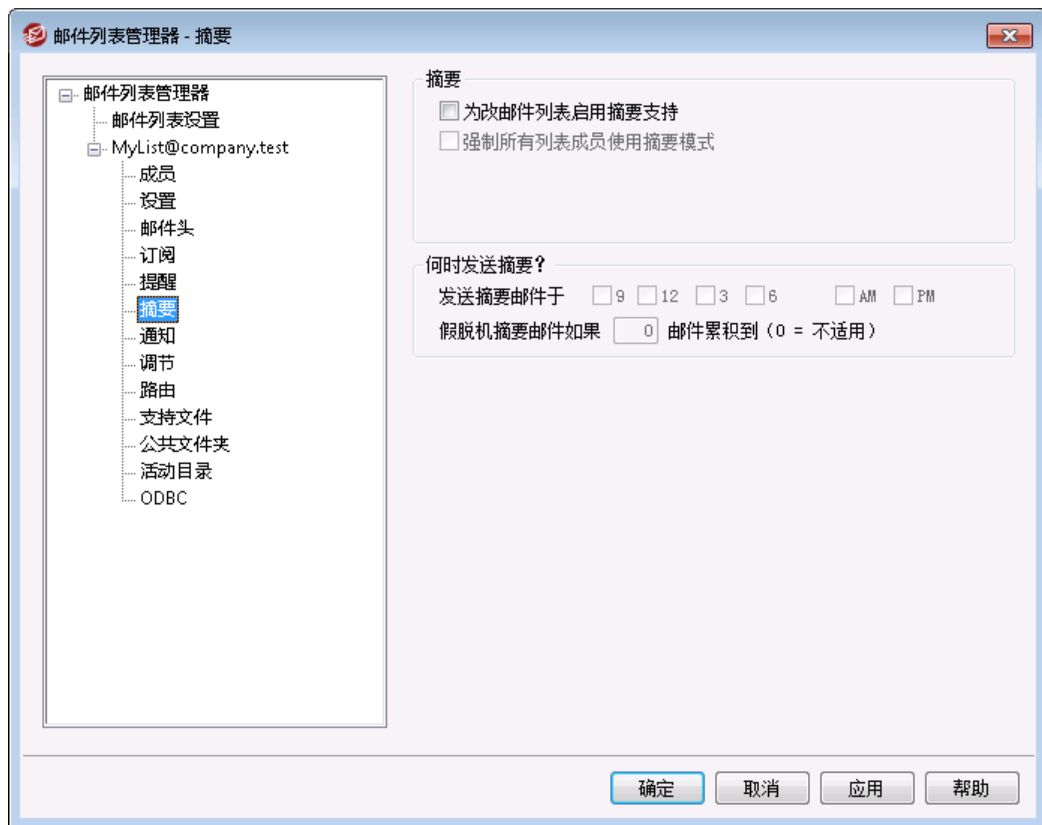 邮件列表管理器 - 摘要
邮件列表管理器
邮件列表设置
MyList@company.test
成员
设置
邮件头
订阅
提醒
摘要
通知
调节
路由
支持文件
公共文件夹
活动目录
ODBC
摘要
为改邮件列表启用摘要支持
强制所有列表成员使用摘要模式
何时发送摘要？
发送摘要邮件于 9 12 3 6 AM PM
假脱机摘要邮件如果 0 邮件累积到（0 = 不适用）
确定 取消 应用 帮助